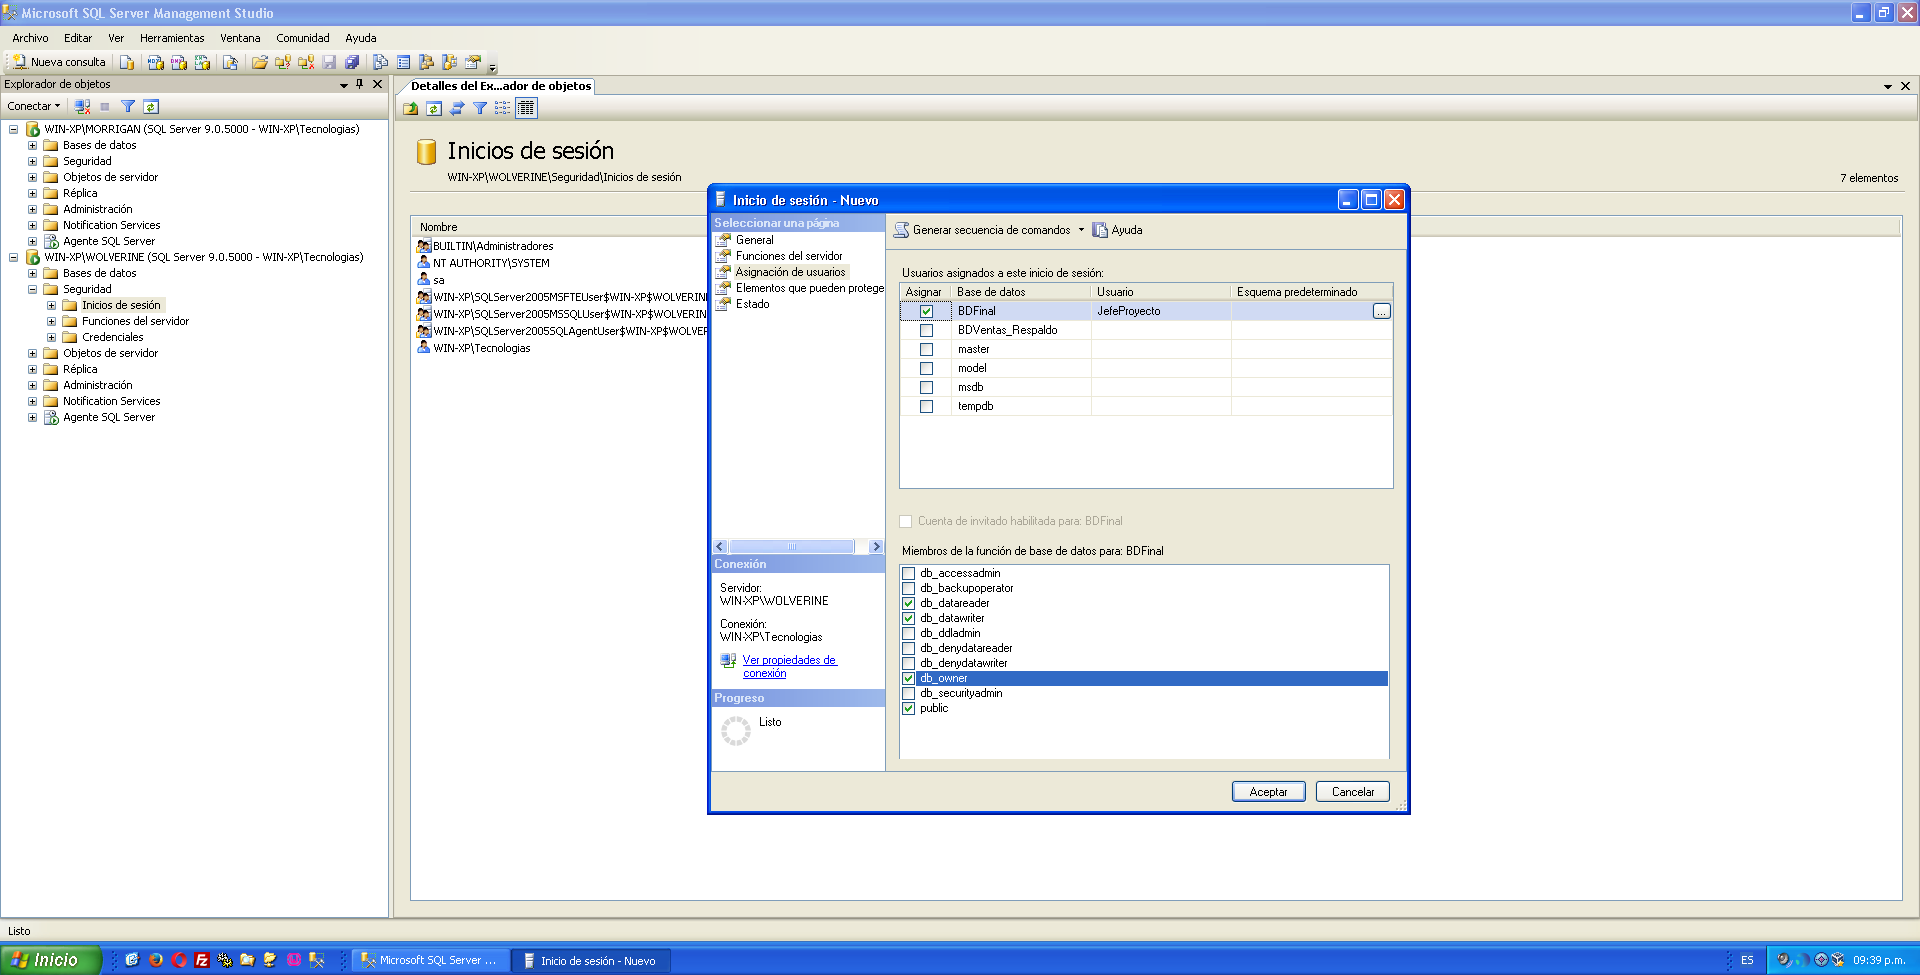 Microsoft SQL Server Management Studio
Archivo Editar Ver Herramientas Ventana Comunidad Ayuda
Nueva consulta
Explorador de objetos
Conectar
WIN-XP\MORRIGAN (SQL Server 9.0.5000 - WIN-XP\Tecnologias)
Bases de datos
Seguridad
Objetos de servidor
Réplica
Administración
Notification Services
Agente SQL Server
WIN-XP\WOLVERINE (SQL Server 9.0.5000 - WIN-XP\Tecnologias)
Bases de datos
Seguridad
Inicios de sesión
Funciones del servidor
Credenciales
Objetos de servidor
Réplica
Administración
Notification Services
Agente SQL Server
Detalles del Ex...ador de objetos
Inicios de sesión
WIN-XP\WOLVERINE\Seguridad\Inicios de sesión
7 elementos
Nombre
BUILTIN\Administradores
NT AUTHORITY\SYSTEM
sa
WIN-XP\SQLServer2005MSFTEUser$WIN-XP$WOLVERIN
WIN-XP\SQLServer2005MSSQLUser$WIN-XP$WOLVERIN
WIN-XP\SQLServer2005SQLAgentUser$WIN-XP$WOLVER
WIN-XP\Tecnologias
Inicio de sesión - Nuevo
Seleccionar una página
General
Funciones del servidor
Asignación de usuarios
Elementos que pueden protege
Estado
Conexión
Servidor:
WIN-XP\WOLVERINE
Conexión:
WIN-XP\Tecnologias
Ver propiedades de
conexión
Progreso
Listo
Generar secuencia de comandos Ayuda
Usuarios asignados a este inicio de sesión:
Asignar Base de datos Usuario Esquema predeterminado
BDFinal JefeProyecto ...
BDVentas_Respaldo
master
model
msdb
tempdb
Cuenta de invitado habilitada para: BDFinal
Miembros de la función de base de datos para: BDFinal
db_accessadmin
db_backupoperator
db_datareader
db_datawriter
db_ddladmin
db_denydatareader
db_denydatawriter
db_owner
db_securityadmin
public
Aceptar Cancelar
Listo
Inicio
Microsoft SQL Server ...
Inicio de sesión - Nuevo
ES
09:39 p.m.